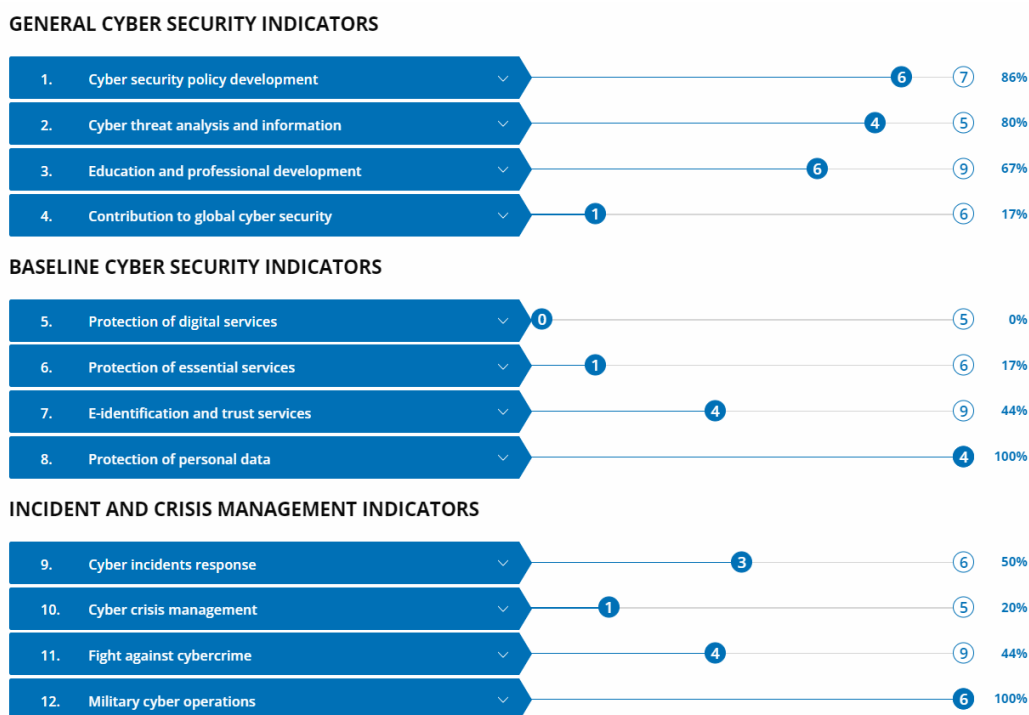 GENERAL CYBER SECURITY INDICATORS
1. Cyber security policy development 6 7 86%
2. Cyber threat analysis and information 4 5 80%
3. Education and professional development 6 9 67%
4. Contribution to global cyber security 1 6 17%
BASELINE CYBER SECURITY INDICATORS
5. Protection of digital services 0 5 0%
6. Protection of essential services 1 6 17%
7. E-identification and trust services 4 9 44%
8. Protection of personal data 4 100%
INCIDENT AND CRISIS MANAGEMENT INDICATORS
9. Cyber incidents response 3 6 50%
10. Cyber crisis management 1 5 20%
11. Fight against cybercrime 4 9 44%
12. Military cyber operations 6 100%